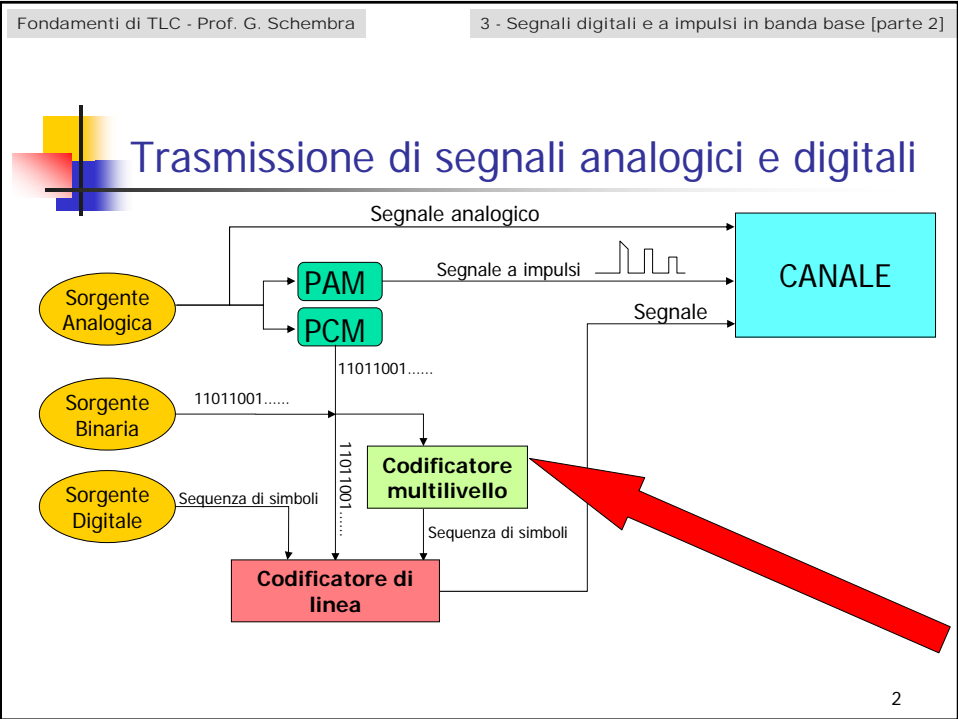 Fondamenti di TLC - Prof. G. Schembra
3 - Segnali digitali e a impulsi in banda base [parte 2]
Trasmissione di segnali analogici e digitali
Segnale analogico
Sorgente
Analogica
PAM
Segnale a impulsi
CANALE
PCM
Segnale
11011001......
Sorgente
Binaria
11011001......
11011001......
Codificatore
multilivello
Sorgente
Digitale
Sequenza di simboli
Sequenza di simboli
Codificatore di
linea
2